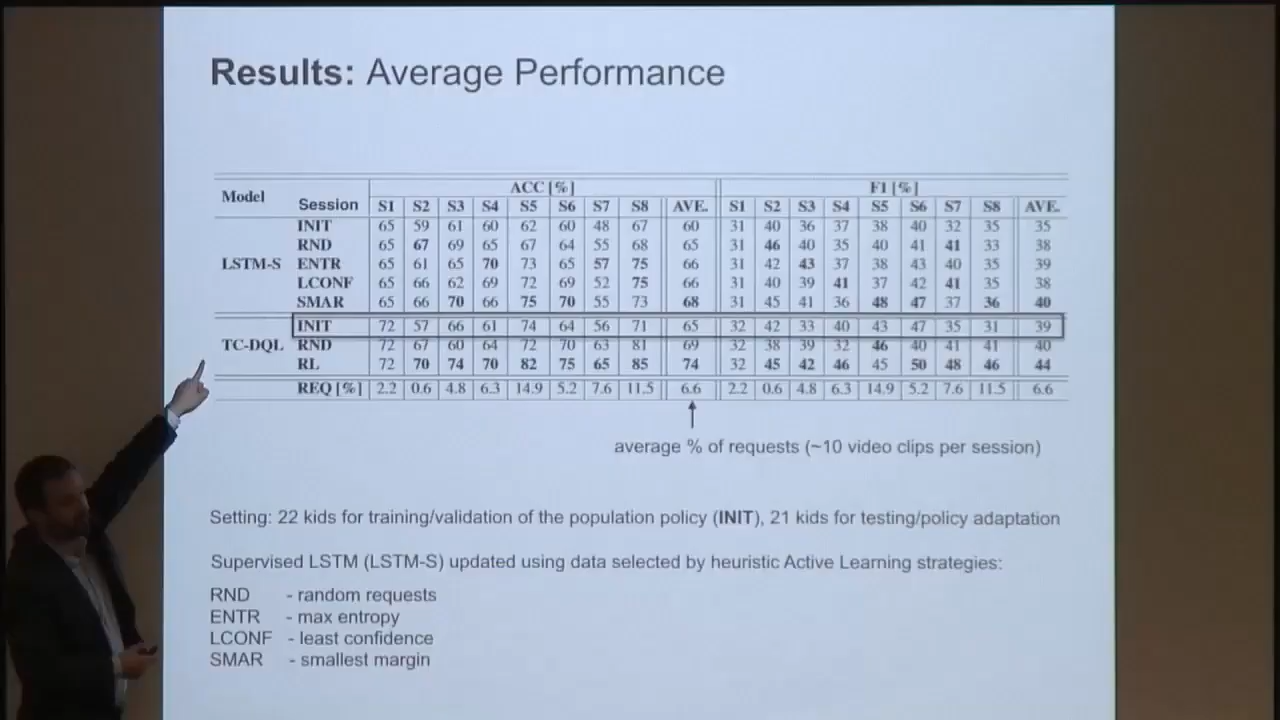 Results: Average Performance
Model Session ACC [%] F1 [%]
S1 S2 S3 S4 S5 S6 S7 S8 AVE. S1 S2 S3 S4 S5 S6 S7 S8 AVE.
LSTM-S
INIT 65 59 61 60 62 60 48 67 60 31 40 36 37 38 40 32 35 35
RND 65 67 69 65 67 64 55 68 65 31 46 40 35 40 41 41 33 38
ENTR 65 61 65 70 73 65 57 75 66 31 42 43 37 38 43 40 35 39
LCONF 65 66 62 69 72 69 52 75 66 31 40 39 41 37 42 41 35 38
SMAR 65 66 70 66 75 70 55 73 68 31 45 41 36 48 47 37 36 40
TC-DQL
INIT 72 57 66 61 74 64 56 71 65 32 42 33 40 43 47 35 31 39
RND 72 67 60 64 72 70 63 81 69 32 38 39 32 46 40 41 41 40
RL 72 70 74 70 82 75 65 85 74 32 45 42 46 45 50 48 46 44
REQ [%] 2.2 0.6 4.8 6.3 14.9 5.2 7.6 11.5 6.6 2.2 0.6 4.8 6.3 14.9 5.2 7.6 11.5 6.6
average % of requests (~10 video clips per session)
Setting: 22 kids for training/validation of the population policy (INIT), 21 kids for testing/policy adaptation
Supervised LSTM (LSTM-S) updated using data selected by heuristic Active Learning strategies:
RND - random requests
ENTR - max entropy
LCONF - least confidence
SMAR - smallest margin